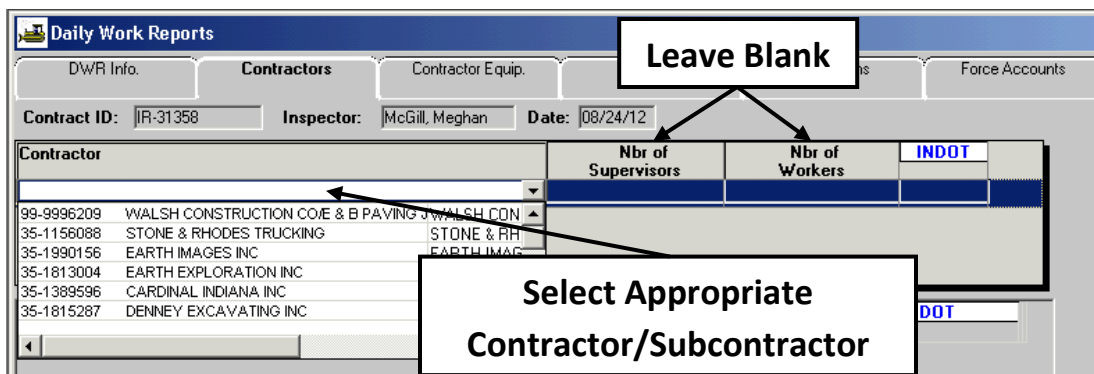 Daily Work Reports
Leave Blank
DWR Info.
Contractors
Contractor Equip.
Force Accounts
Contract ID: IR-31358 Inspector: McGill, Meghan Date: 08/24/12
Contractor
Nbr of
Supervisors
Nbr of
Workers
INDOT
99-9996209 WALSH CONSTRUCTION CO/E & B PAVING J WALSH CON
35-1156088 STONE & RHODES TRUCKING STONE & RH
35-1990156 EARTH IMAGES INC EARTH IMAG
35-1813004 EARTH EXPLORATION INC
35-1389596 CARDINAL INDIANA INC
35-1815287 DENNEY EXCAVATING INC
Select Appropriate
Contractor/Subcontractor
DOT